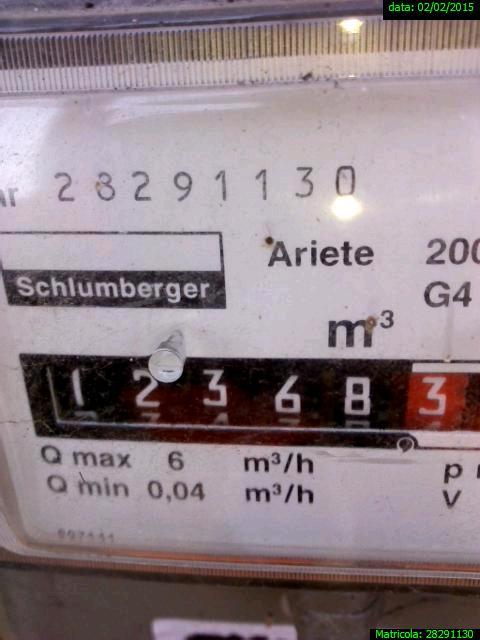 data: 02/02/2015
nr 28291130
Ariete 200
Schlumberger
G4
m³
1 2 3 6 8 3
Q max 6 m³/h
Q min 0,04 m³/h
p
V
Matricola: 28291130